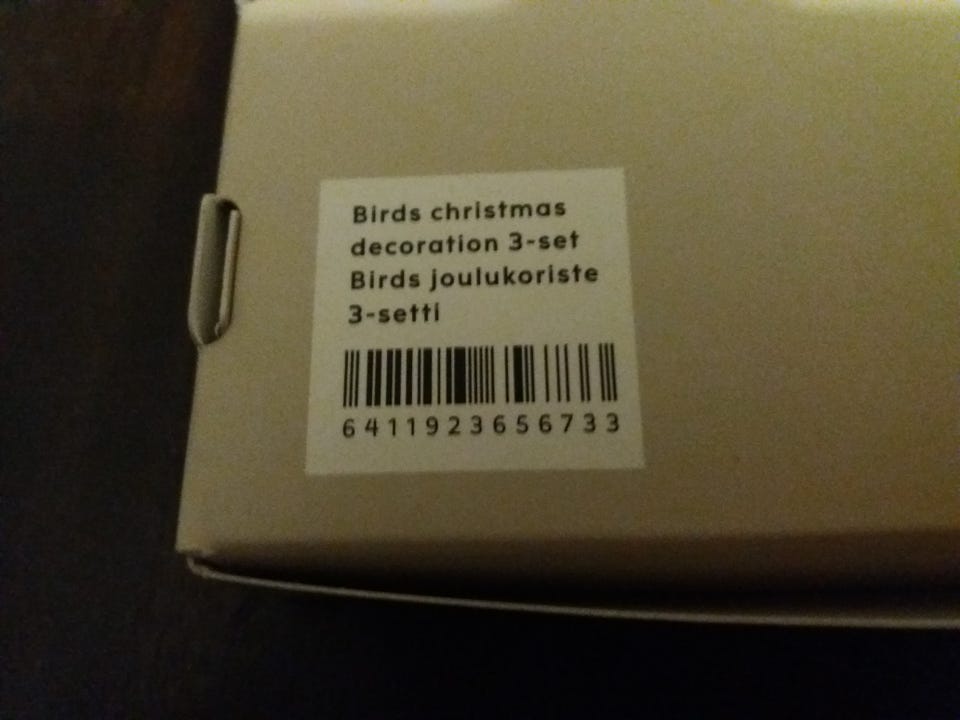 Birds christmas
decoration 3-set
Birds joulukoriste
3-setti
6411923656733